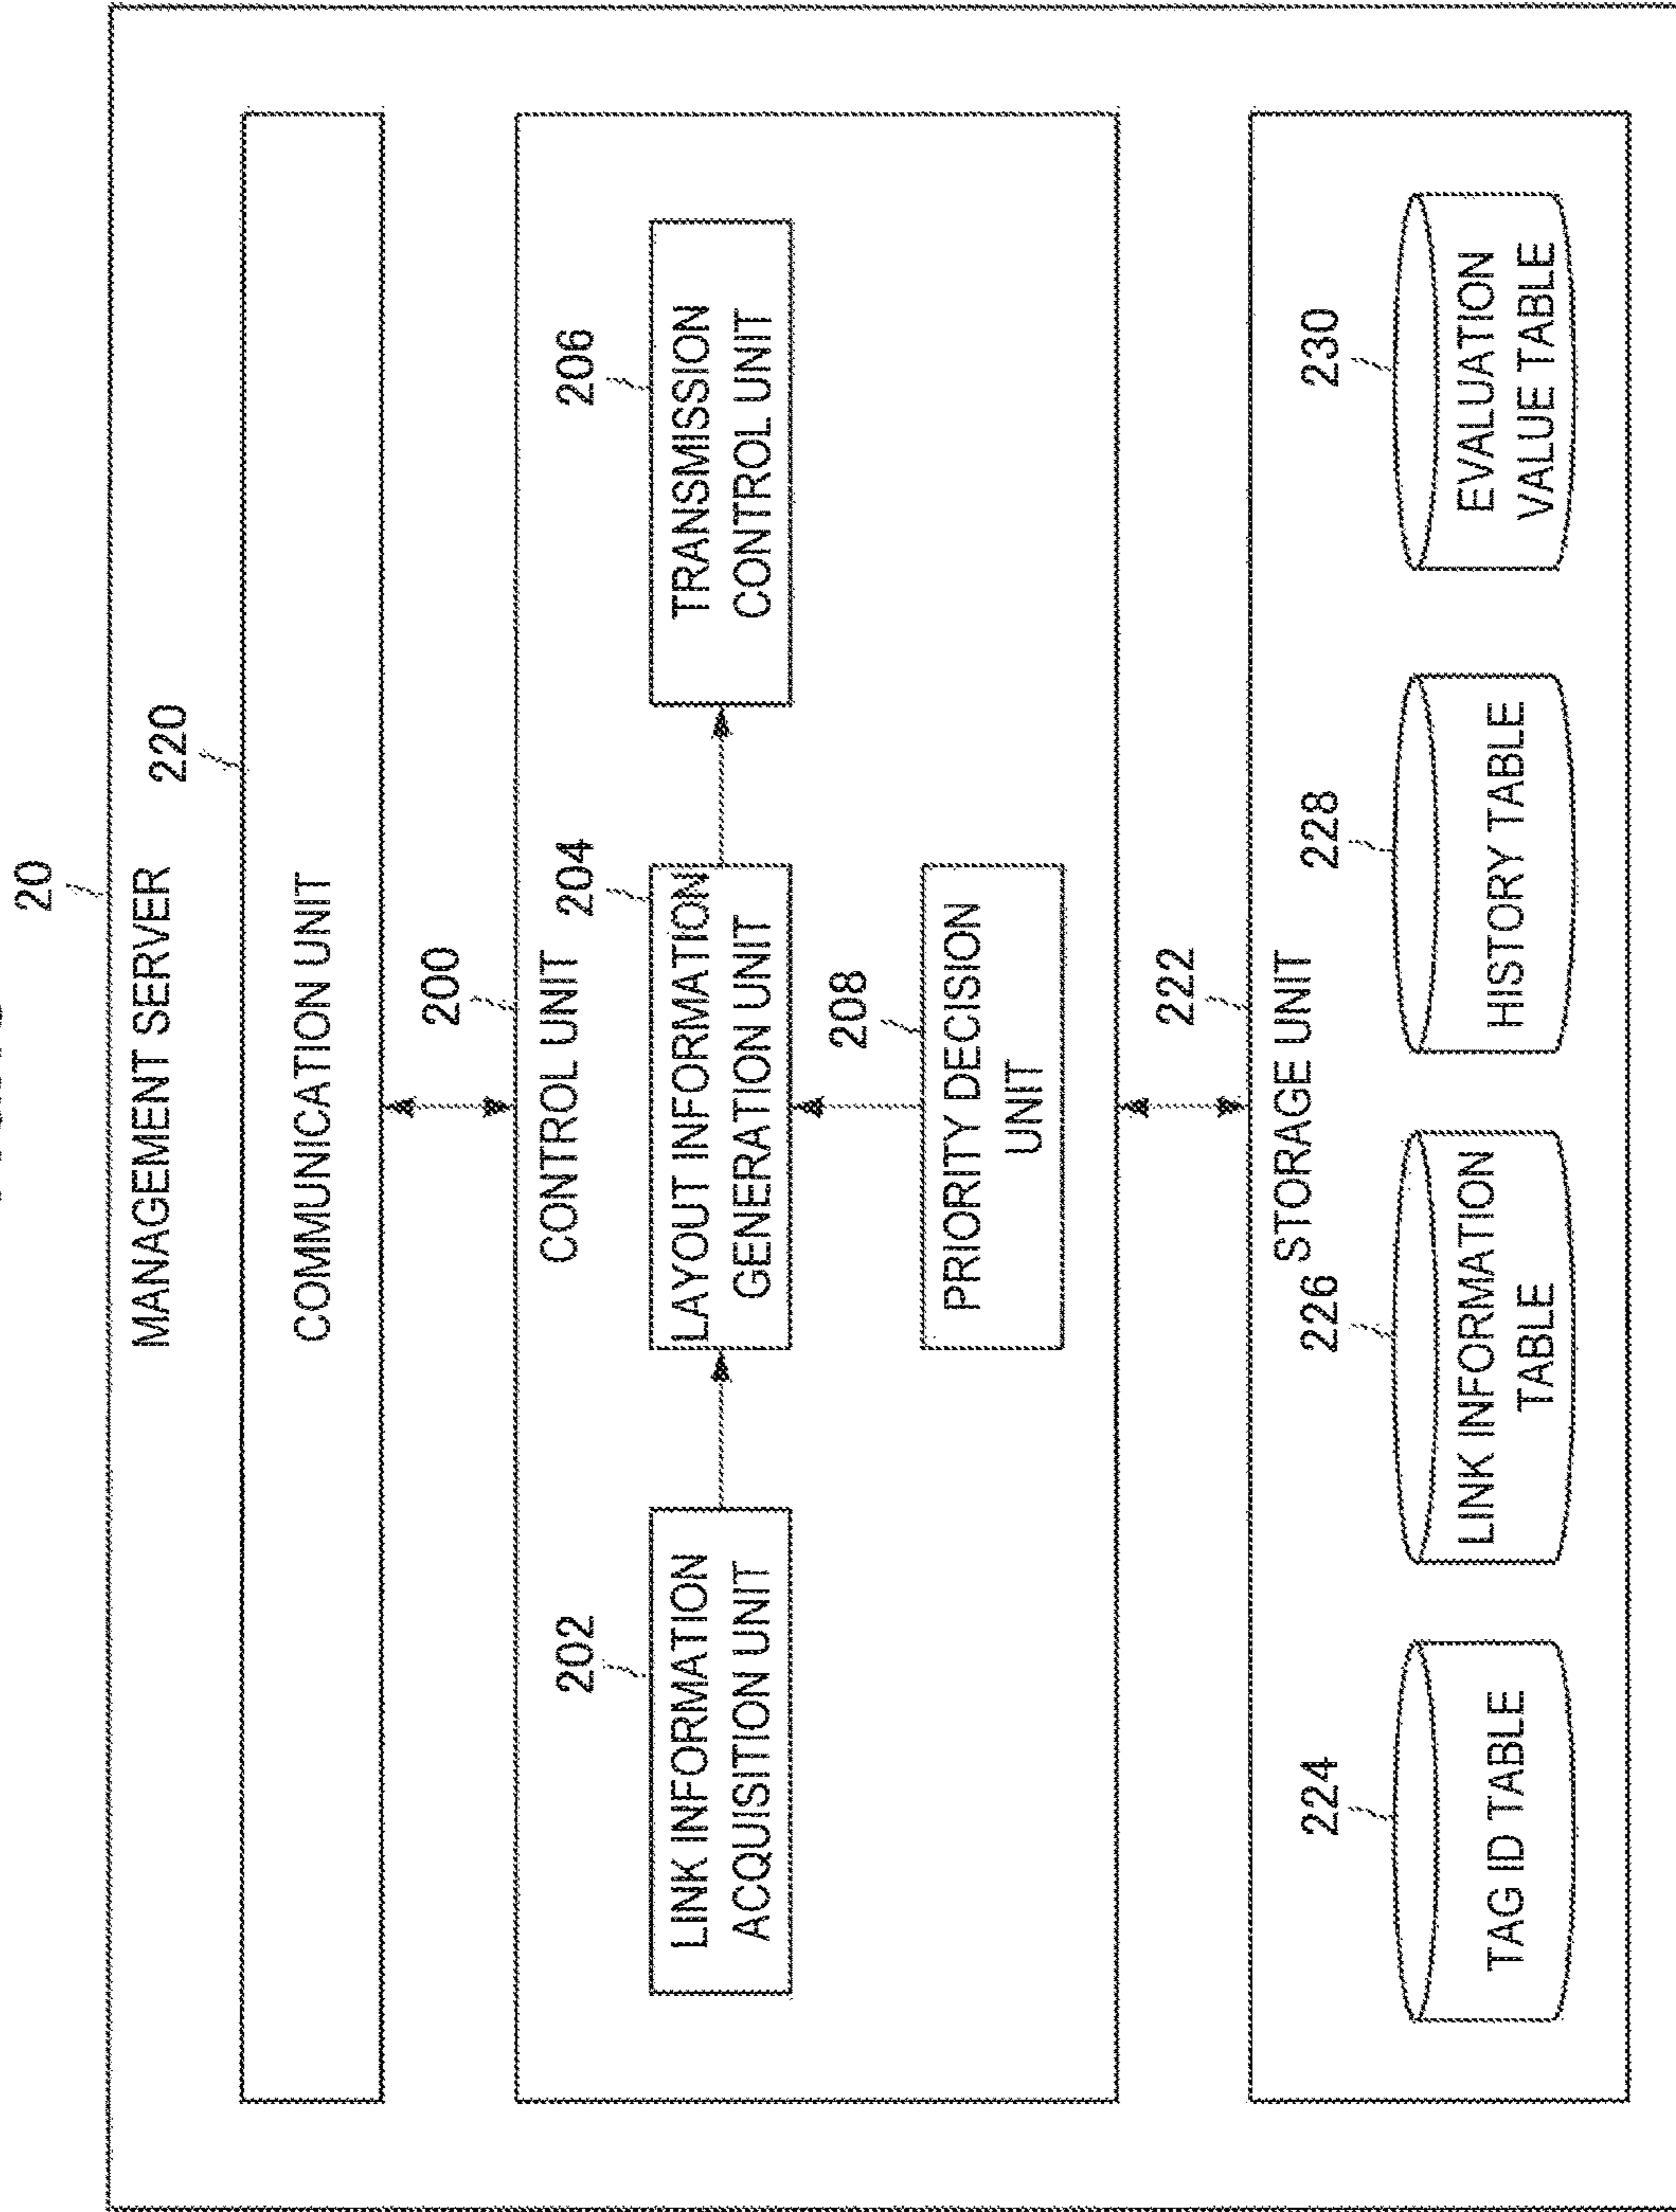 20
MANAGEMENT SERVER
220
COMMUNICATION UNIT
200
CONTROL UNIT
202
LINK INFORMATION
ACQUISITION UNIT
204
LAYOUT INFORMATION
GENERATION UNIT
206
TRANSMISSION
CONTROL UNIT
208
PRIORITY DECISION
UNIT
222
STORAGE UNIT
224
TAG ID TABLE
226
LINK INFORMATION
TABLE
228
HISTORY TABLE
230
EVALUATION
VALUE TABLE